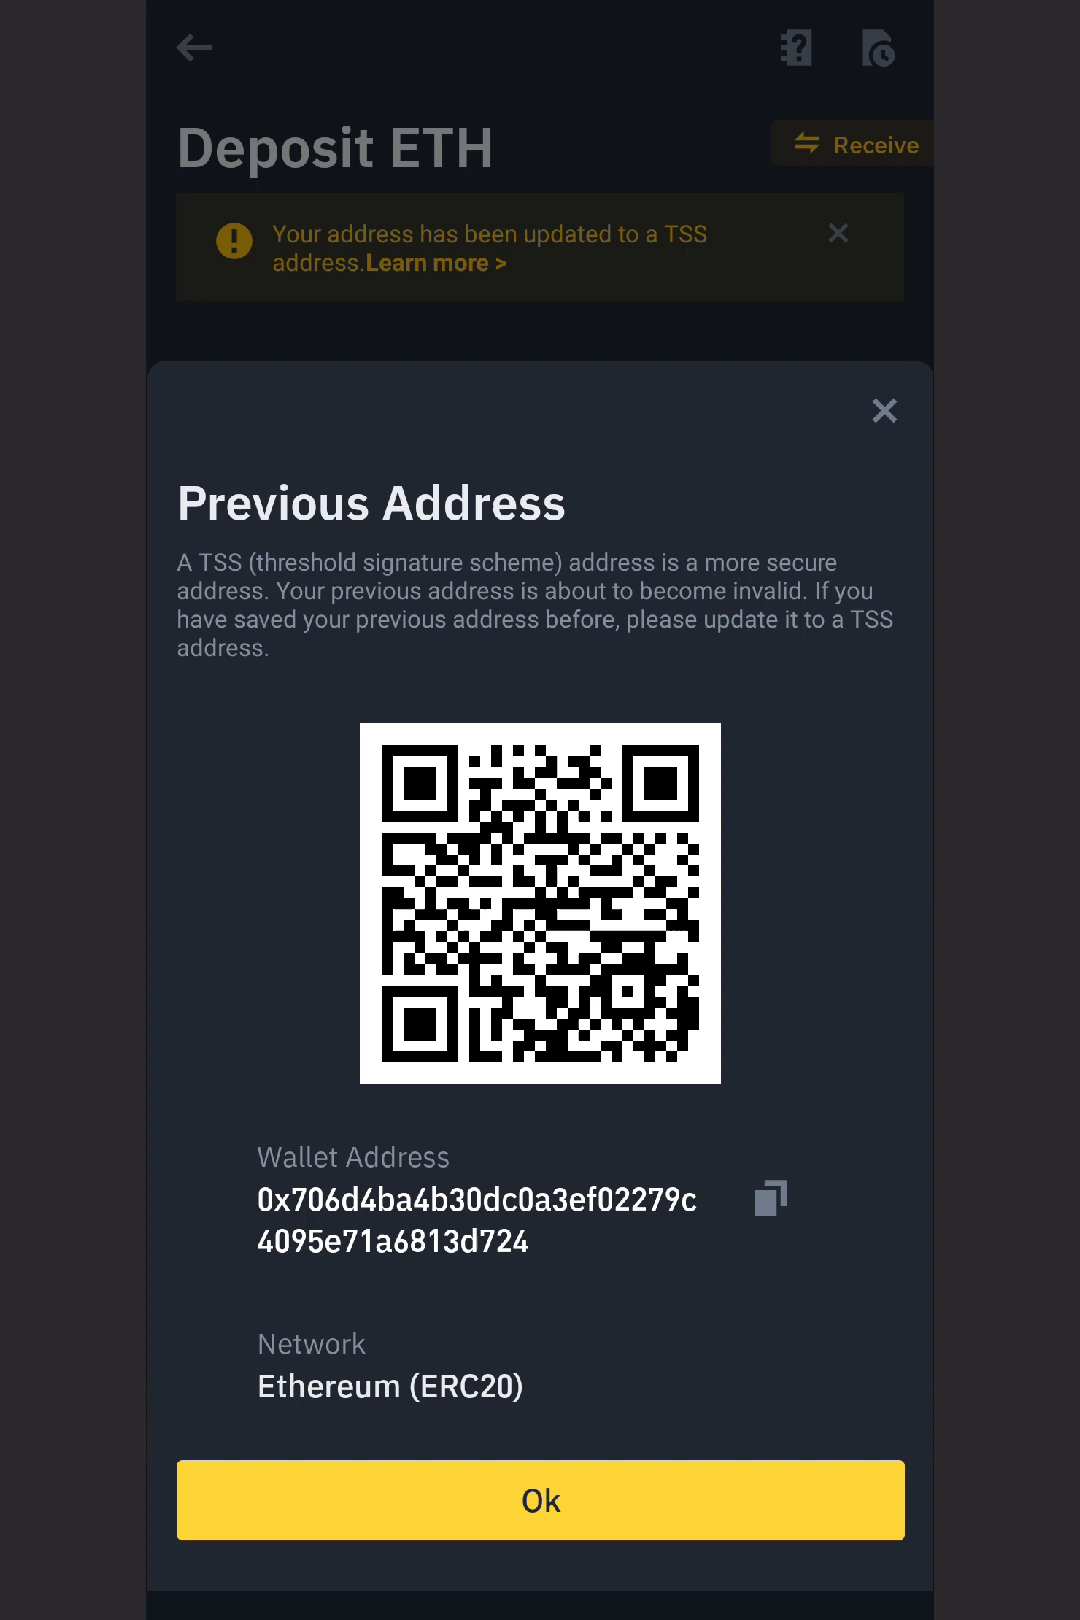 Deposit ETH
Receive
Your address has been updated to a TSS
address.Learn more >
Previous Address
A TSS (threshold signature scheme) address is a more secure
address. Your previous address is about to become invalid. If you
have saved your previous address before, please update it to a TSS
address.
Wallet Address
0x706d4ba4b30dc0a3ef02279c
4095e71a6813d724
Network
Ethereum (ERC20)
Ok